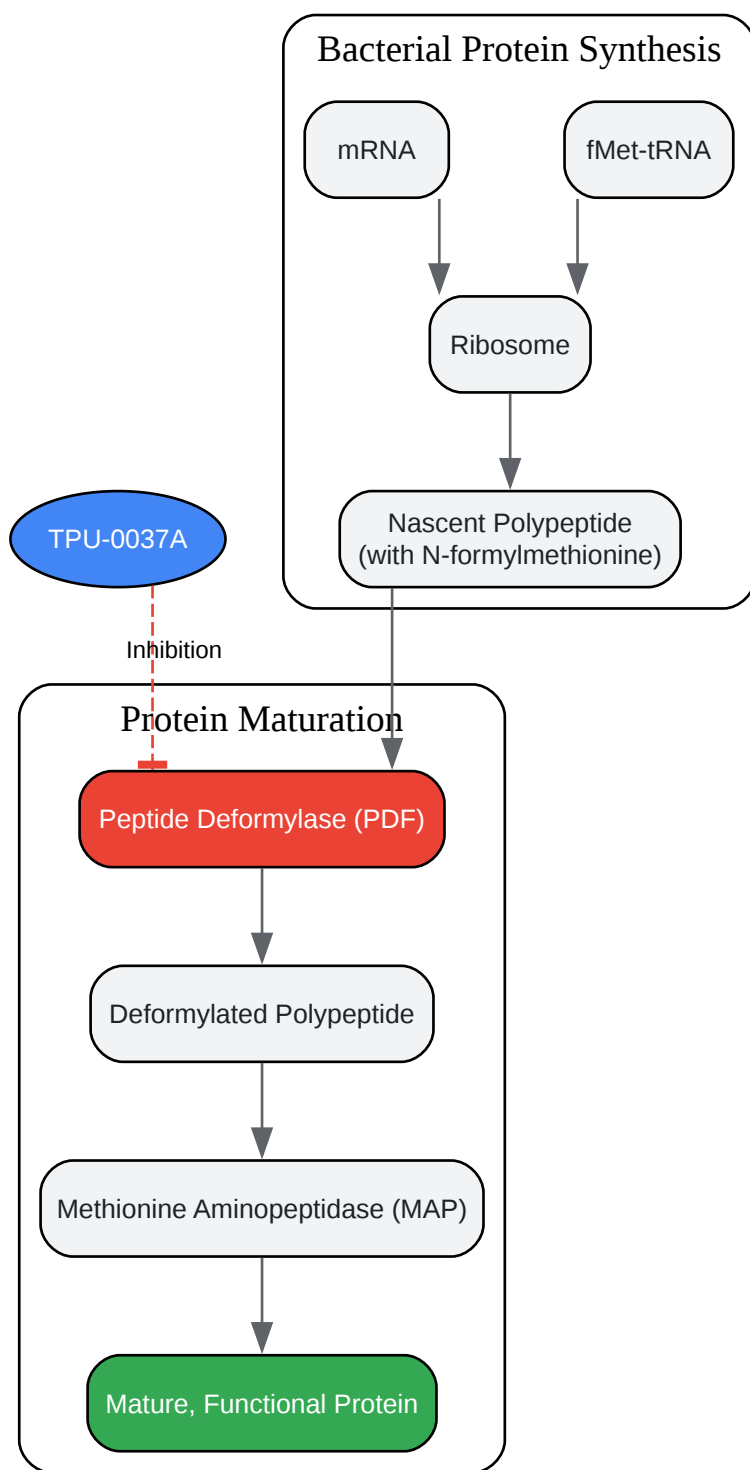 Bacterial Protein Synthesis
mRNA
fMet-tRNA
Ribosome
Nascent Polypeptide
(with N-formylmethionine)
TPU-0037A
Inhibition
Protein Maturation
Peptide Deformylase (PDF)
Deformylated Polypeptide
Methionine Aminopeptidase (MAP)
Mature, Functional Protein